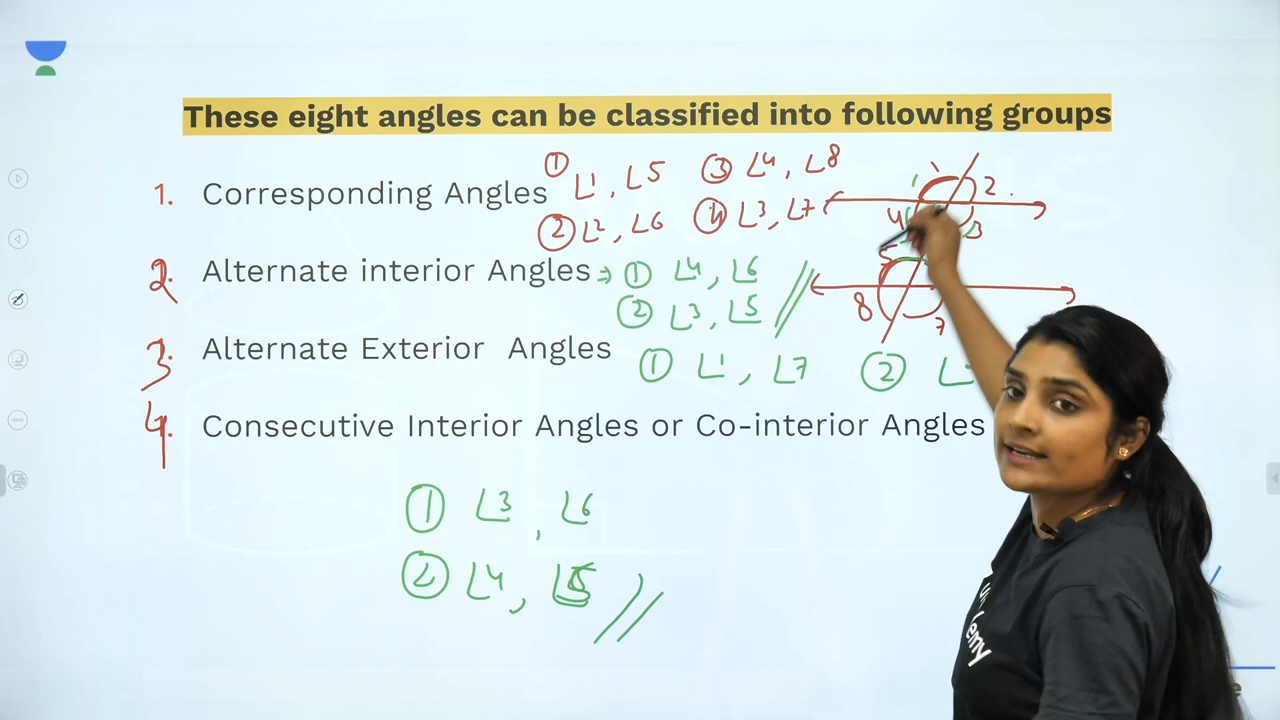 These eight angles can be classified into following groups
1. Corresponding Angles ① ∠1, ∠5 ③ ∠4, ∠8
② ∠2, ∠6 ④ ∠3, ∠7
2. Alternate interior Angles ⇒ ① ∠4, ∠6
② ∠3, ∠5
3. Alternate Exterior Angles ① ∠1, ∠7 ② ∠
4. Consecutive Interior Angles or Co-interior Angles
① ∠3, ∠6
② ∠4, ∠5
1 2
4 3
5
8 7
emy